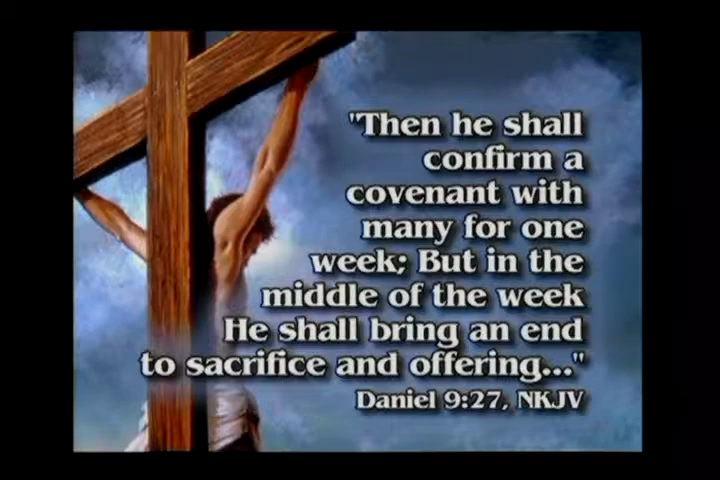 "Then he shall
confirm a
covenant with
many for one
week; But in the
middle of the week
He shall bring an end
to sacrifice and offering..."
Daniel 9:27, NKJV